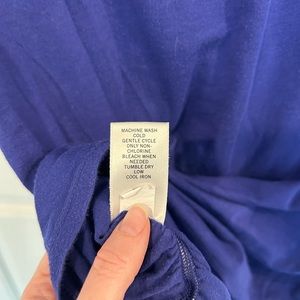 MACHINE WASH
COLD
GENTLE CYCLE
ONLY NON-
CHLORINE
BLEACH WHEN
NEEDED
TUMBLE DRY
LOW
COOL IRON